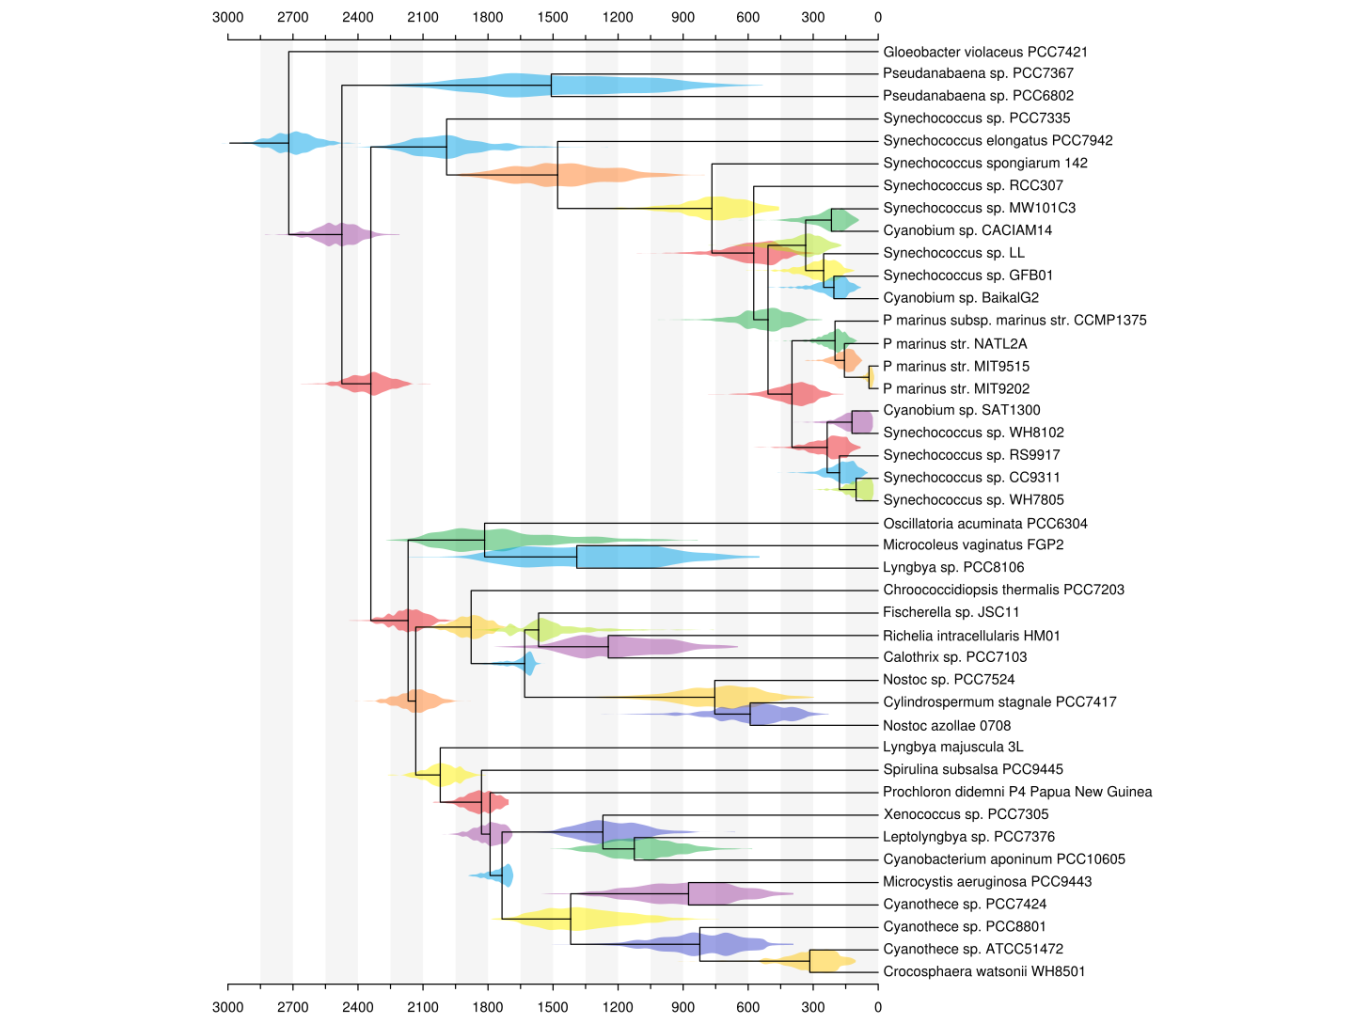 3000 2700 2400 2100 1800 1500 1200 900 600 300 0
Gloeobacter violaceus PCC7421
Pseudanabaena sp. PCC7367
Pseudanabaena sp. PCC6802
Synechococcus sp. PCC7335
Synechococcus elongatus PCC7942
Synechococcus spongiarum 142
Synechococcus sp. RCC307
Synechococcus sp. MW101C3
Cyanobium sp. CACIAM14
Synechococcus sp. LL
Synechococcus sp. GFB01
Cyanobium sp. BaikalG2
P marinus subsp. marinus str. CCMP1375
P marinus str. NATL2A
P marinus str. MIT9515
P marinus str. MIT9202
Cyanobium sp. SAT1300
Synechococcus sp. WH8102
Synechococcus sp. RS9917
Synechococcus sp. CC9311
Synechococcus sp. WH7805
Oscillatoria acuminata PCC6304
Microcoleus vaginatus FGP2
Lyngbya sp. PCC8106
Chroococcidiopsis thermalis PCC7203
Fischerella sp. JSC11
Richelia intracellularis HM01
Calothrix sp. PCC7103
Nostoc sp. PCC7524
Cylindrospermum stagnale PCC7417
Nostoc azollae 0708
Lyngbya majuscula 3L
Spirulina subsalsa PCC9445
Prochloron didemni P4 Papua New Guinea
Xenococcus sp. PCC7305
Leptolyngbya sp. PCC7376
Cyanobacterium aponinum PCC10605
Microcystis aeruginosa PCC9443
Cyanothece sp. PCC7424
Cyanothece sp. PCC8801
Cyanothece sp. ATCC51472
Crocosphaera watsonii WH8501
3000 2700 2400 2100 1800 1500 1200 900 600 300 0